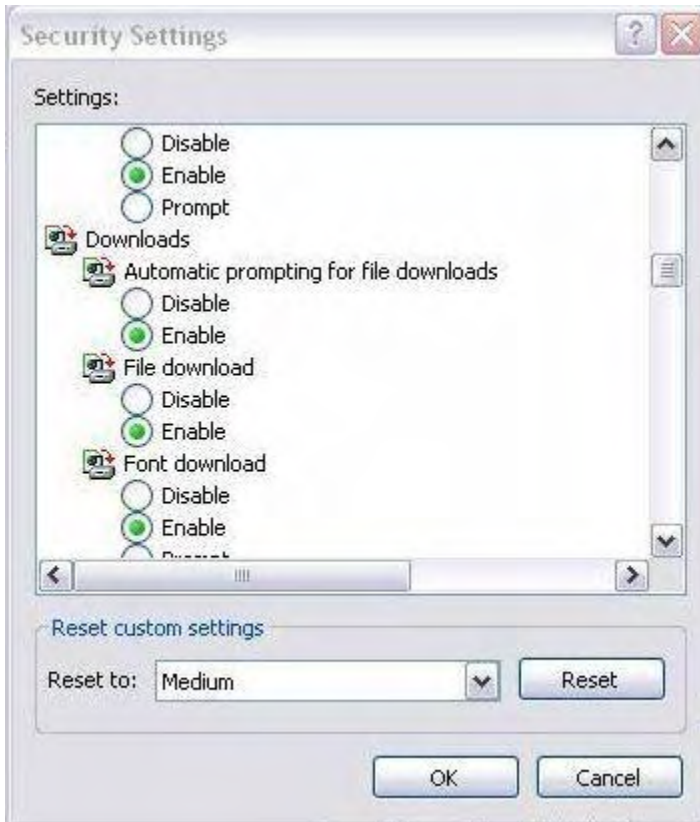 Security Settings
Settings:
Disable
Enable
Prompt
Downloads
Automatic prompting for file downloads
Disable
Enable
File download
Disable
Enable
Font download
Disable
Enable
Prompt
Reset custom settings
Reset to: Medium Reset
OK Cancel